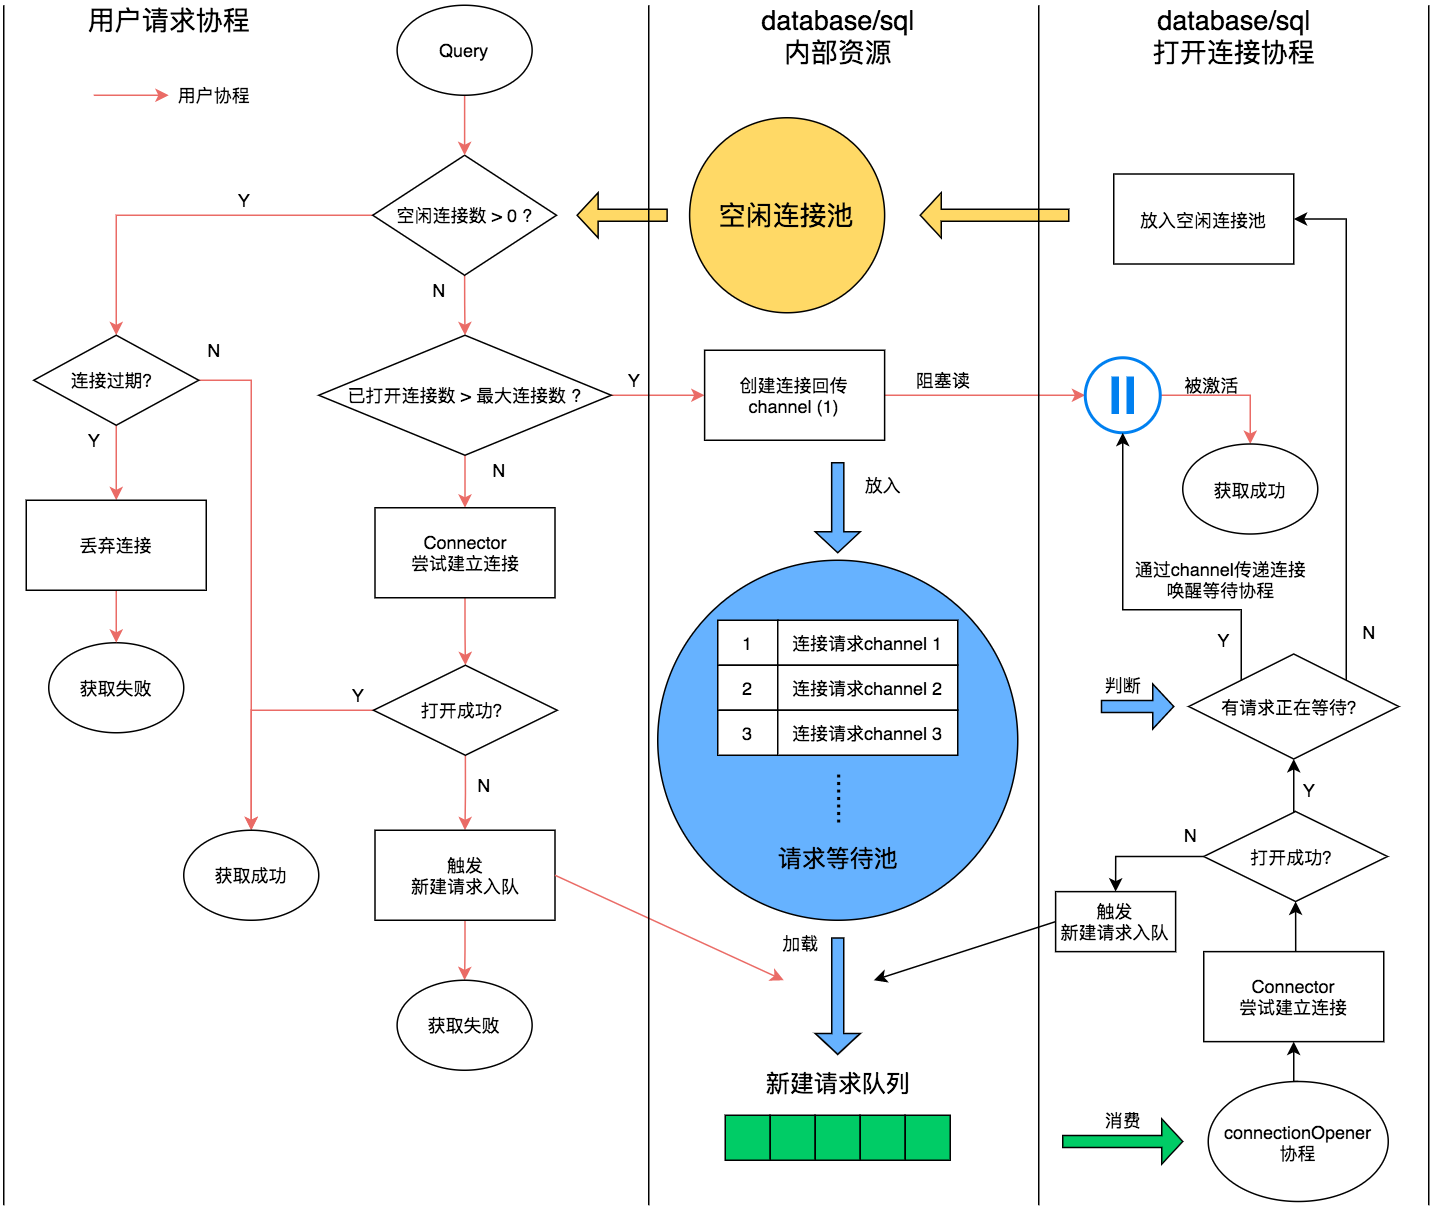 用户请求协程
用户协程
Query
空闲连接数 > 0 ?
Y
N
连接过期?
N
Y
丢弃连接
获取失败
已打开连接数 > 最大连接数 ?
Y
N
Connector
尝试建立连接
打开成功?
Y
N
获取成功
触发
新建请求入队
获取失败
database/sql
内部资源
空闲连接池
创建连接回传
channel (1)
阻塞读
放入
1
连接请求channel 1
2
连接请求channel 2
3
连接请求channel 3
请求等待池
加载
新建请求队列
database/sql
打开连接协程
放入空闲连接池
被激活
获取成功
通过channel传递连接
唤醒等待协程
Y
N
判断
有请求正在等待?
Y
N
打开成功?
触发
新建请求入队
Connector
尝试建立连接
消费
connectionOpener
协程